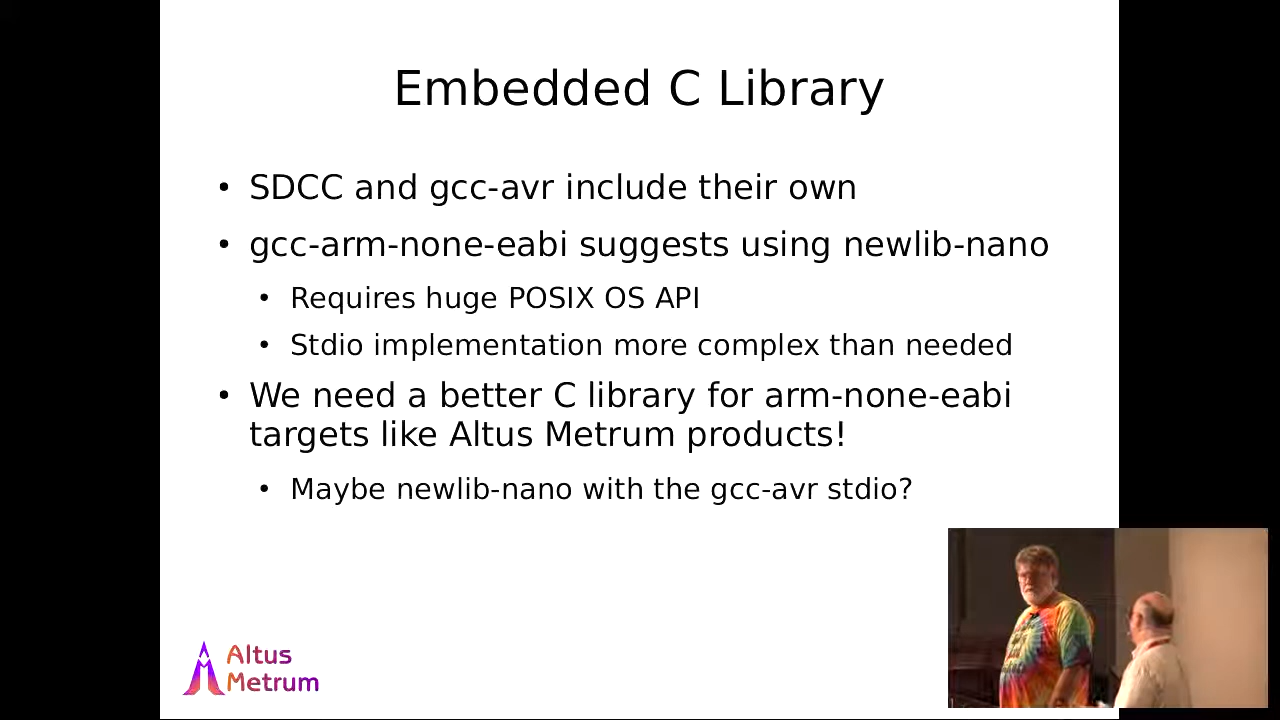 Embedded C Library
• SDCC and gcc-avr include their own
• gcc-arm-none-eabi suggests using newlib-nano
• Requires huge POSIX OS API
• Stdio implementation more complex than needed
• We need a better C library for arm-none-eabi
targets like Altus Metrum products!
• Maybe newlib-nano with the gcc-avr stdio?
Altus
Metrum